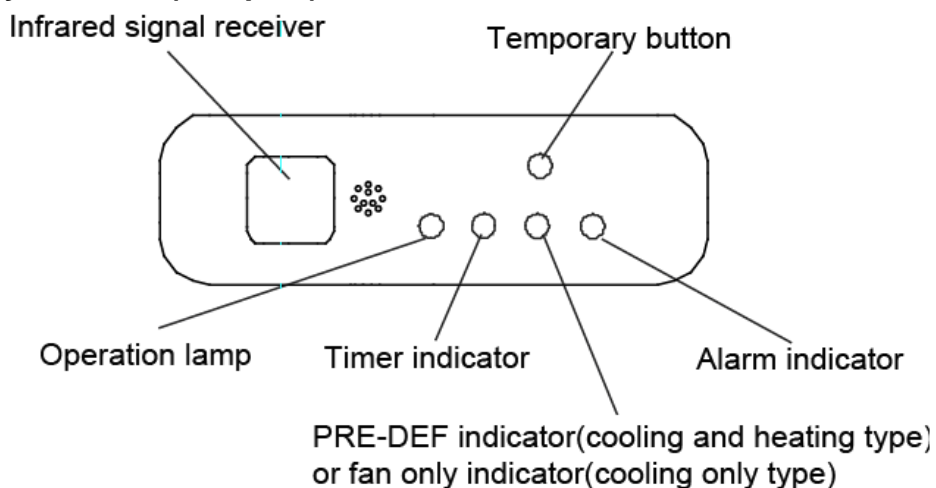 Infrared signal receiver
Temporary button
Operation lamp
Timer indicator
Alarm indicator
PRE-DEF indicator(cooling and heating type)
or fan only indicator(cooling only type)